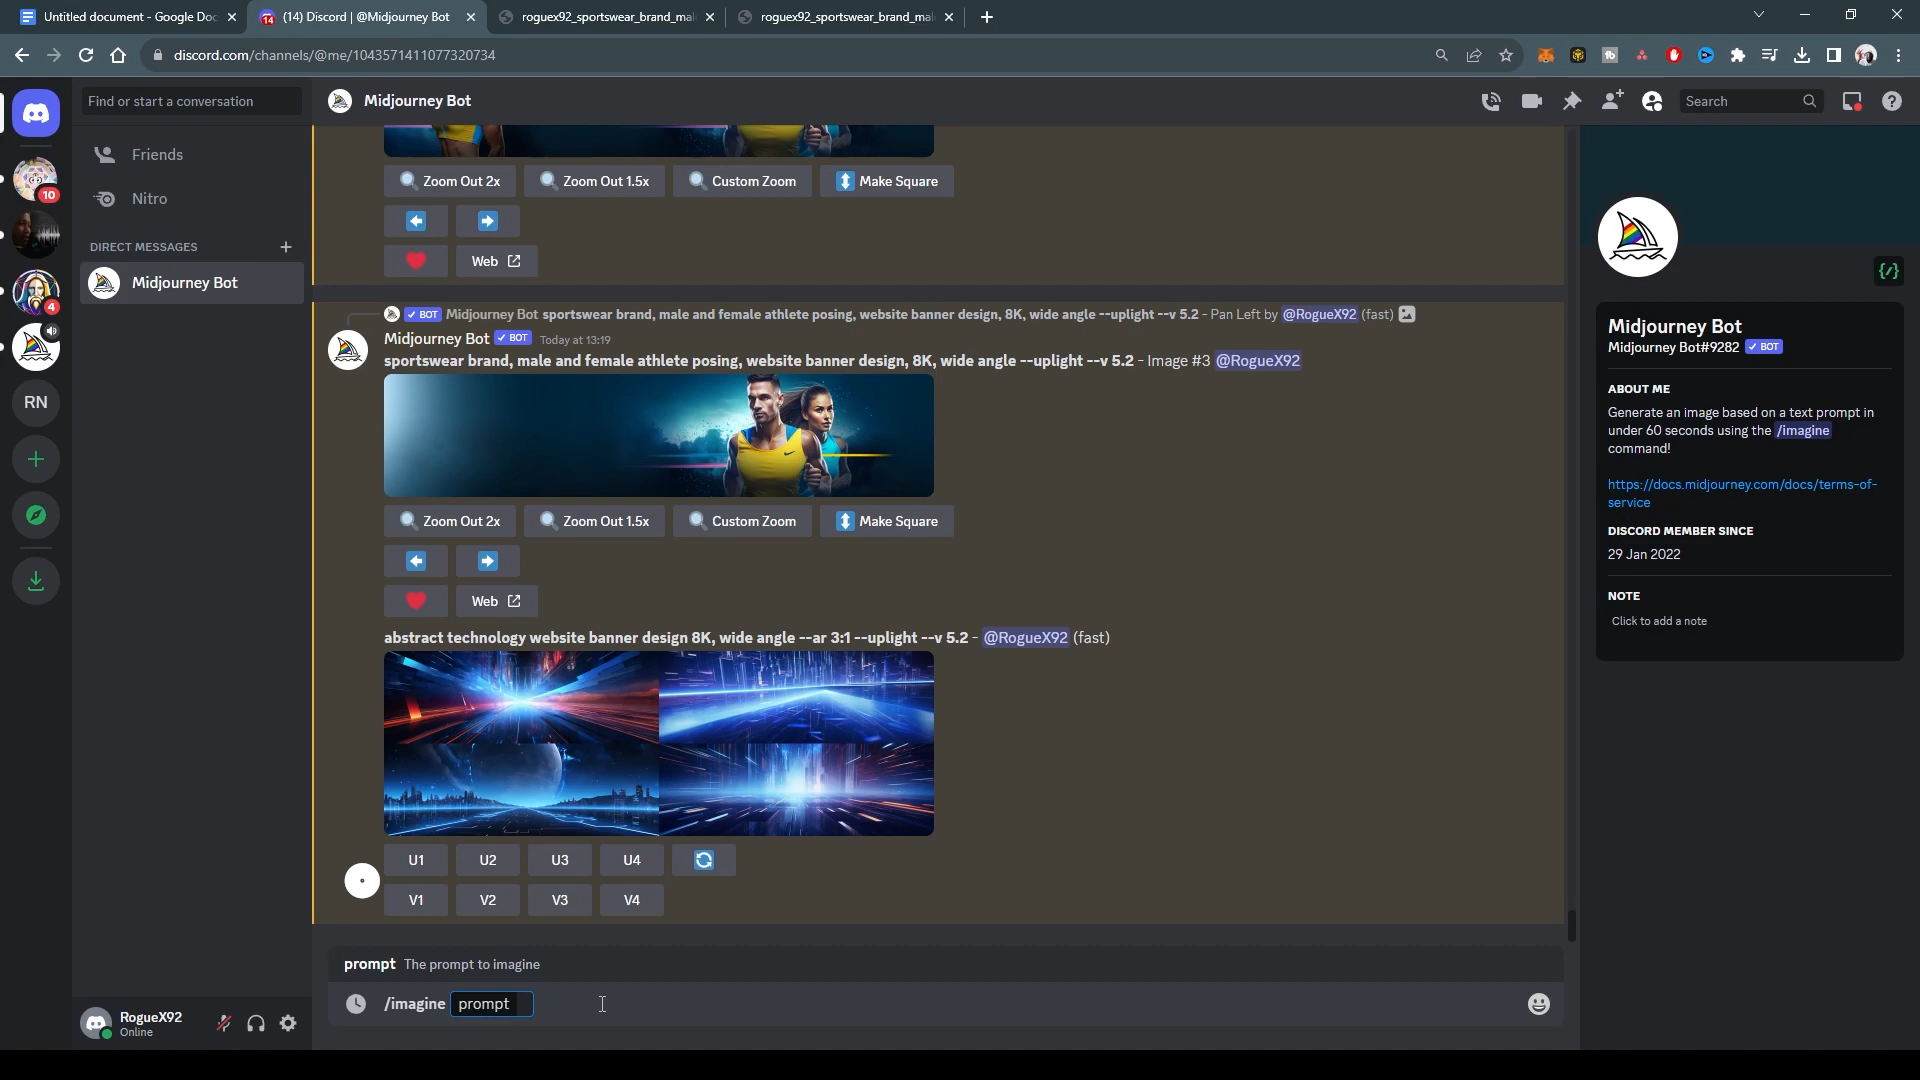 Untitled document - Google Doc
(14) Discord | @Midjourney Bot
roguex92_sportswear_brand_mal
roguex92_sportswear_brand_mal
discord.com/channels/@me/1043571411077320734
Find or start a conversation
Midjourney Bot
Search
Friends
10
Nitro
DIRECT MESSAGES
Midjourney Bot
4
RN
Zoom Out 2x
Zoom Out 1.5x
Custom Zoom
Make Square
Web
BOT Midjourney Bot sportswear brand, male and female athlete posing, website banner design, 8K, wide angle --uplight --v 5.2 - Pan Left by @RogueX92 (fast)
Midjourney Bot BOT Today at 13:19
sportswear brand, male and female athlete posing, website banner design, 8K, wide angle --uplight --v 5.2 - Image #3 @RogueX92
Zoom Out 2x
Zoom Out 1.5x
Custom Zoom
Make Square
Web
abstract technology website banner design 8K, wide angle --ar 3:1 --uplight --v 5.2 - @RogueX92 (fast)
U1
U2
U3
U4
V1
V2
V3
V4
prompt The prompt to imagine
/imagine prompt
RogueX92
Online
Midjourney Bot
Midjourney Bot#9282 BOT
ABOUT ME
Generate an image based on a text prompt in
under 60 seconds using the /imagine
command!
https://docs.midjourney.com/docs/terms-of-
service
DISCORD MEMBER SINCE
29 Jan 2022
NOTE
Click to add a note